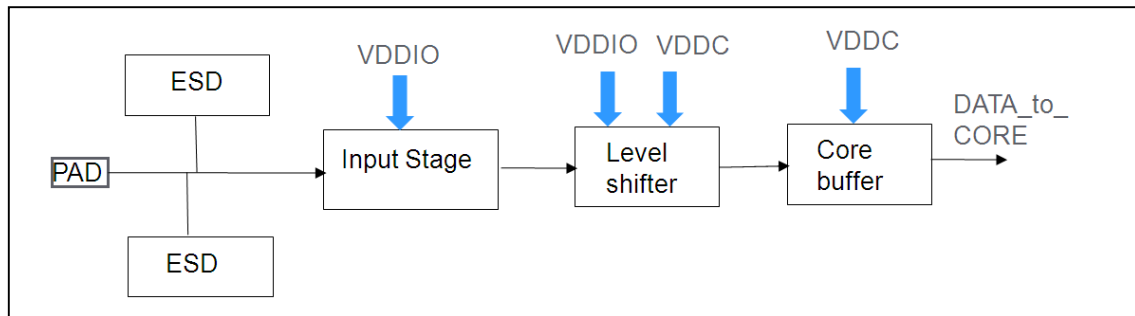 ESD
VDDIO
VDDIO VDDC
VDDC
DATA_to_
CORE
PAD
Input Stage
Level
shifter
Core
buffer
ESD